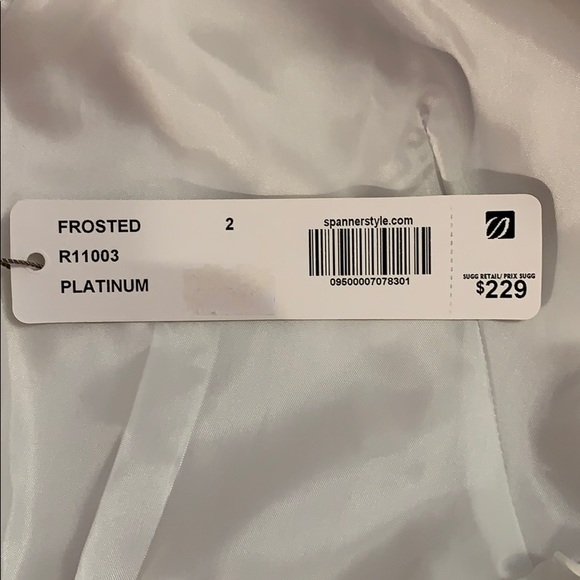 FROSTED 2
R11003
PLATINUM
spannerstyle.com
09500007078301
SUGG RETAIL/ PRIX SUGG
$229